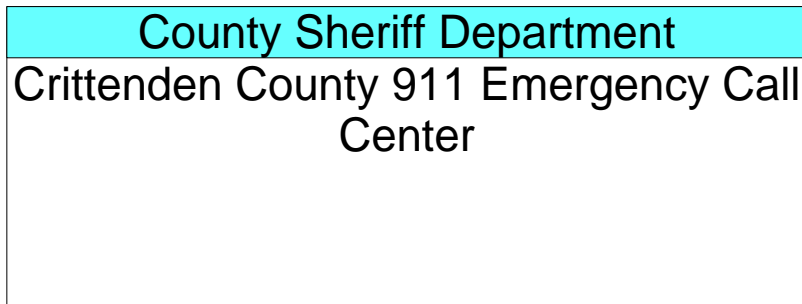 County Sheriff Department
Crittenden County 911 Emergency Call
Center